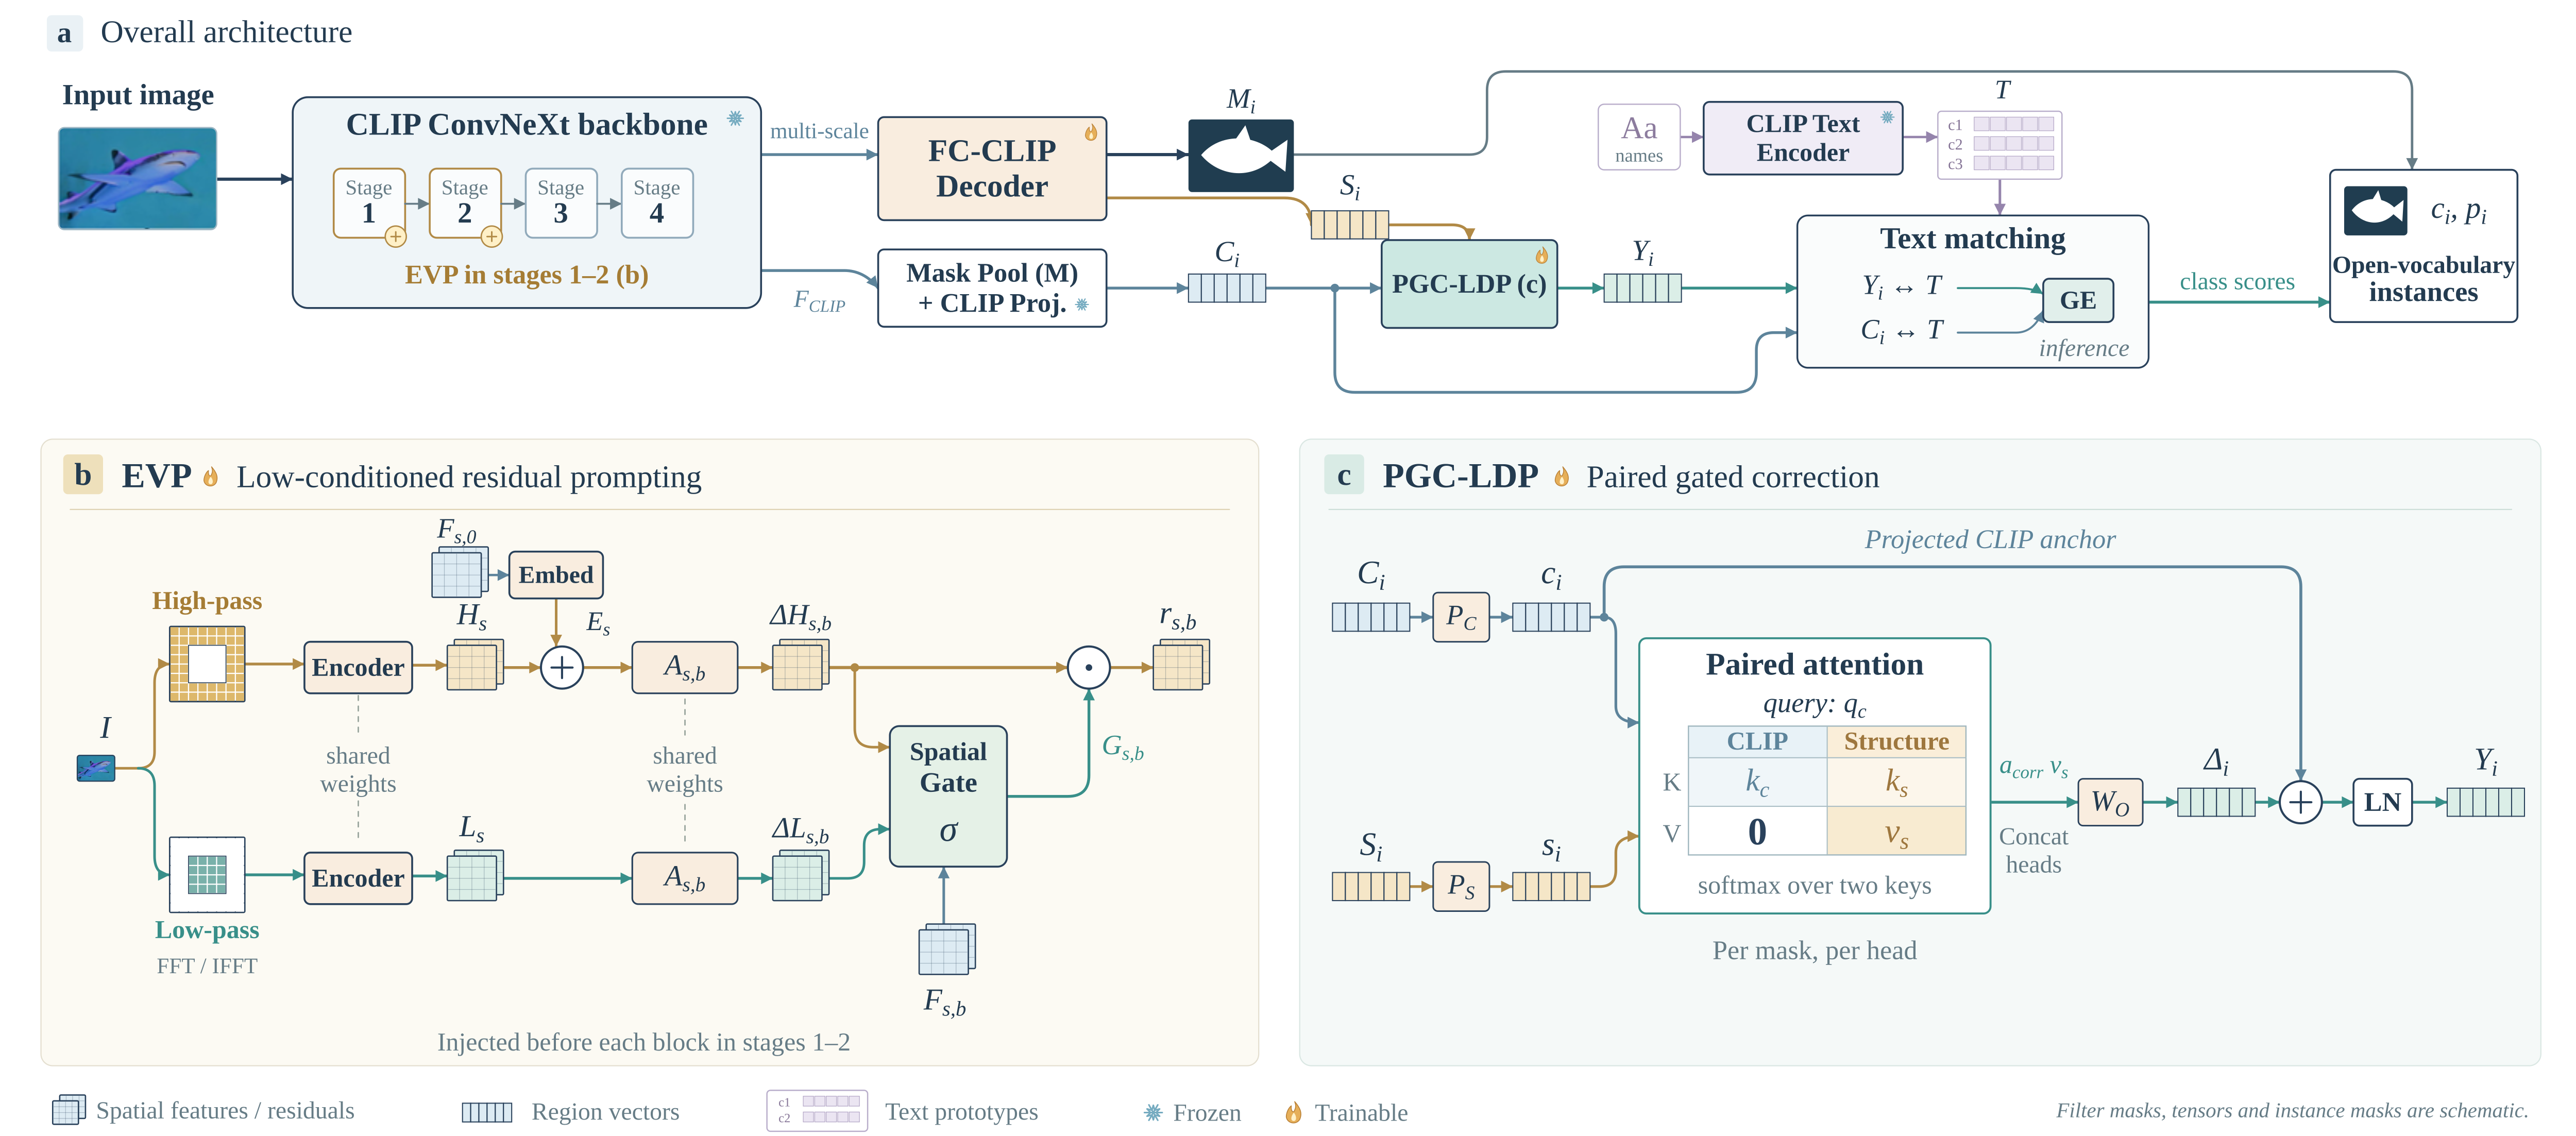 a Overall architecture
Input image
CLIP ConvNeXt backbone
Stage 1
Stage 2
Stage 3
Stage 4
+
+
EVP in stages 1–2 (b)
multi-scale
F_CLIP
FC-CLIP
Decoder
Mask Pool (M)
+ CLIP Proj.
M_i
S_i
C_i
PGC-LDP (c)
Y_i
Aa
names
CLIP Text
Encoder
T
c1
c2
c3
Text matching
Y_i ↔ T
C_i ↔ T
GE
inference
class scores
c_i, p_i
Open-vocabulary
instances
b EVP Low-conditioned residual prompting
F_s,0
Embed
High-pass
H_s
E_s
ΔH_s,b
r_s,b
Encoder
+
A_s,b
I
shared
weights
shared
weights
Spatial
Gate
σ
G_s,b
L_s
ΔL_s,b
Encoder
A_s,b
Low-pass
FFT / IFFT
F_s,b
Injected before each block in stages 1–2
c PGC-LDP Paired gated correction
Projected CLIP anchor
C_i
P_C
c_i
Paired attention
query: q_c
CLIP Structure
K k_c k_s
V 0 v_s
softmax over two keys
Per mask, per head
S_i
P_S
s_i
a_corr v_s
Concat
heads
W_O
Δ_i
+
LN
Y_i
Spatial features / residuals
Region vectors
c1
c2
Text prototypes
Frozen
Trainable
Filter masks, tensors and instance masks are schematic.